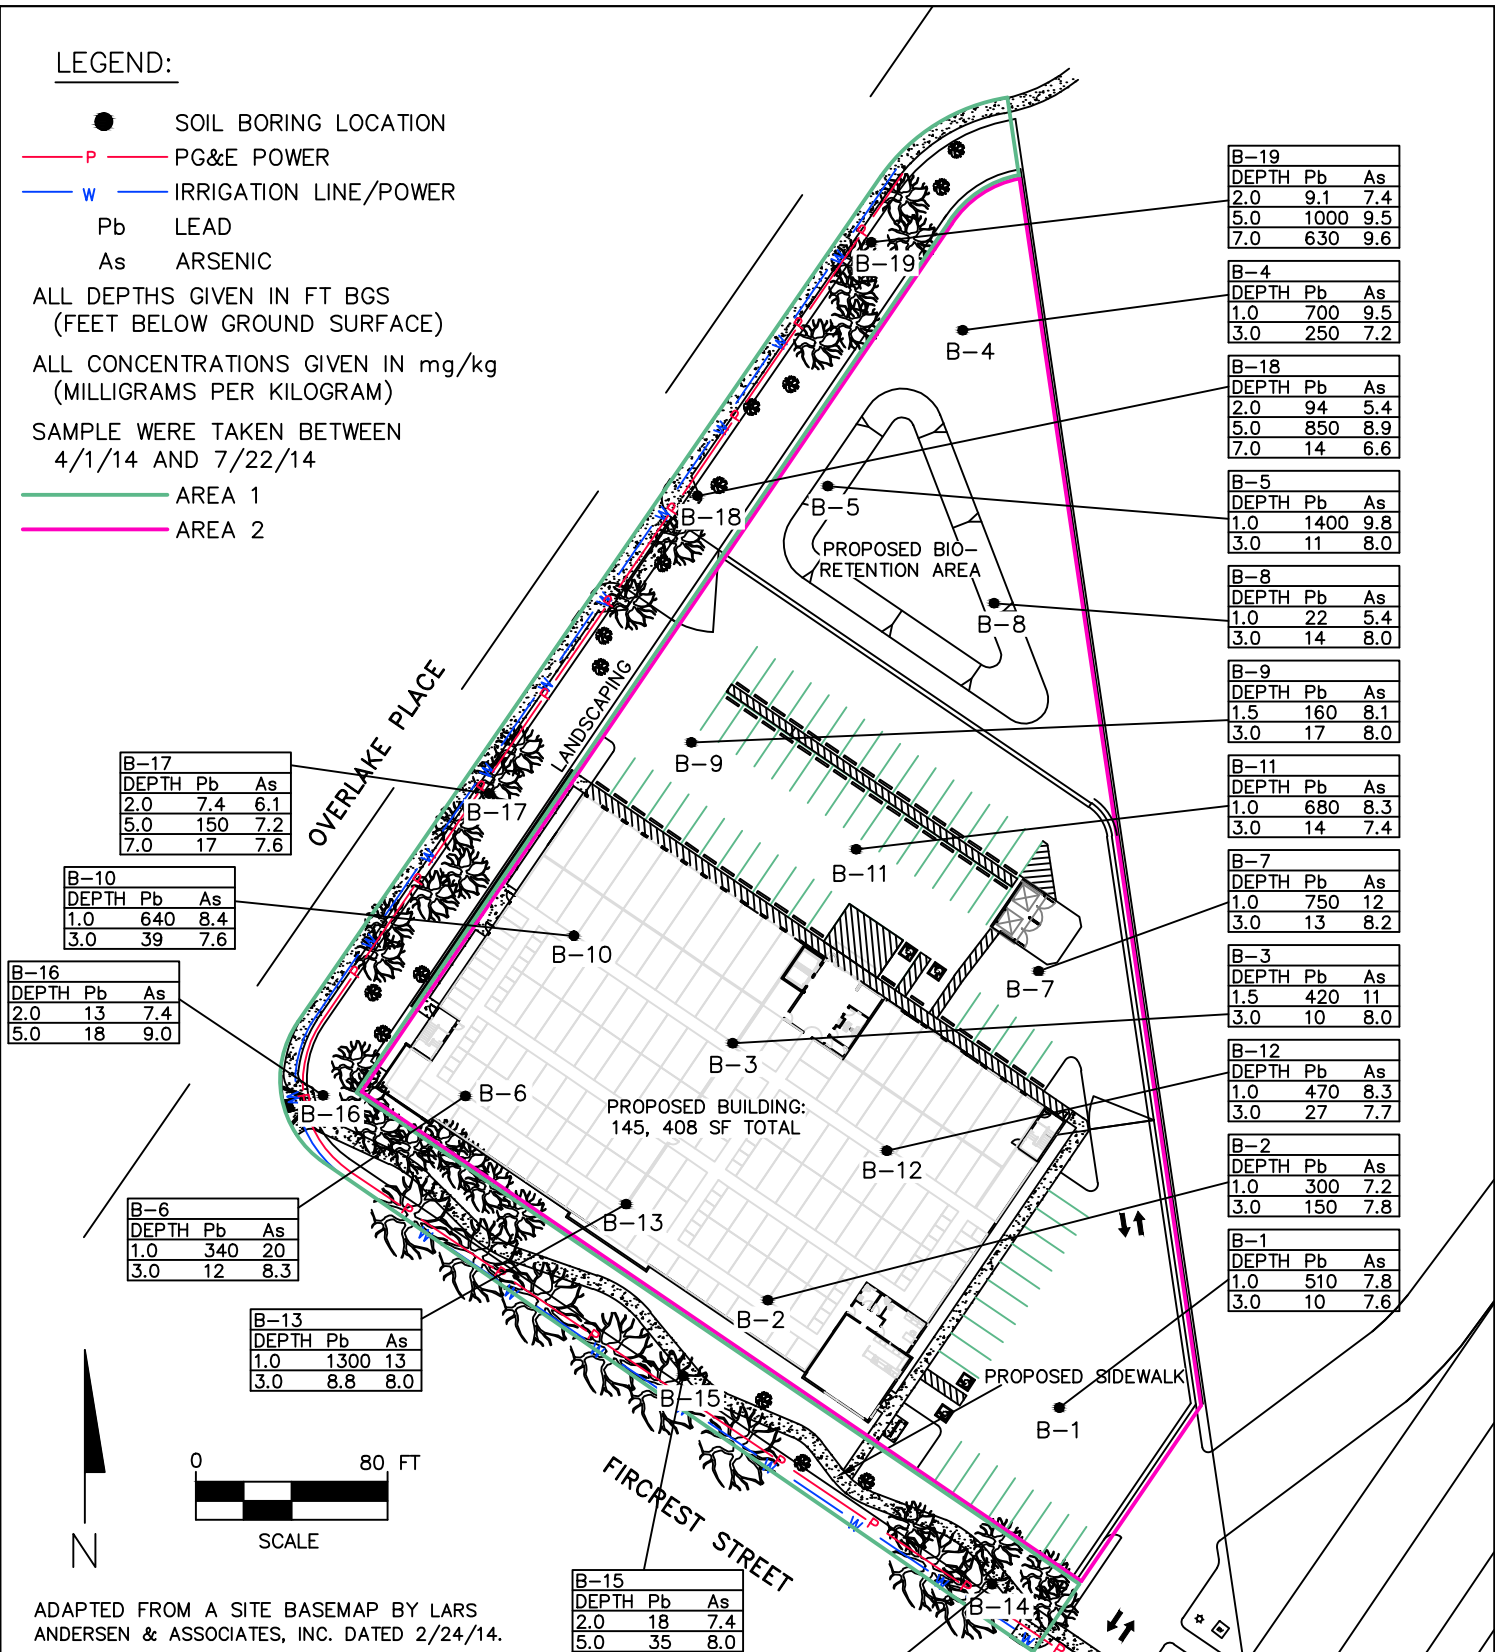 LEGEND:
SOIL BORING LOCATION
P PG&E POWER
W IRRIGATION LINE/POWER
Pb LEAD
As ARSENIC
ALL DEPTHS GIVEN IN FT BGS
(FEET BELOW GROUND SURFACE)
ALL CONCENTRATIONS GIVEN IN mg/kg
(MILLIGRAMS PER KILOGRAM)
SAMPLE WERE TAKEN BETWEEN
4/1/14 AND 7/22/14
AREA 1
AREA 2
B-19
DEPTH Pb As
2.0 9.1 7.4
5.0 1000 9.5
7.0 630 9.6
B-4
DEPTH Pb As
1.0 700 9.5
3.0 250 7.2
B-18
DEPTH Pb As
2.0 94 5.4
5.0 850 8.9
7.0 14 6.6
B-5
DEPTH Pb As
1.0 1400 9.8
3.0 11 8.0
B-8
DEPTH Pb As
1.0 22 5.4
3.0 14 8.0
B-9
DEPTH Pb As
1.5 160 8.1
3.0 17 8.0
B-11
DEPTH Pb As
1.0 680 8.3
3.0 14 7.4
B-7
DEPTH Pb As
1.0 750 12
3.0 13 8.2
B-3
DEPTH Pb As
1.5 420 11
3.0 10 8.0
B-12
DEPTH Pb As
1.0 470 8.3
3.0 27 7.7
B-2
DEPTH Pb As
1.0 300 7.2
3.0 150 7.8
B-1
DEPTH Pb As
1.0 510 7.8
3.0 10 7.6
B-17
DEPTH Pb As
2.0 7.4 6.1
5.0 150 7.2
7.0 17 7.6
B-10
DEPTH Pb As
1.0 640 8.4
3.0 39 7.6
B-16
DEPTH Pb As
2.0 13 7.4
5.0 18 9.0
B-6
DEPTH Pb As
1.0 340 20
3.0 12 8.3
B-13
DEPTH Pb As
1.0 1300 13
3.0 8.8 8.0
B-15
DEPTH Pb As
2.0 18 7.4
5.0 35 8.0
B-19
B-4
B-18
B-5
PROPOSED BIO-
RETENTION AREA
B-8
OVERLAKE PLACE
LANDSCAPING
B-9
B-17
B-11
B-10
B-7
B-3
B-6
B-16
PROPOSED BUILDING:
145, 408 SF TOTAL
B-12
B-13
B-2
PROPOSED SIDEWALK
B-15
B-1
FIRCREST STREET
B-14
0 80 FT
SCALE
N
ADAPTED FROM A SITE BASEMAP BY LARS
ANDERSEN & ASSOCIATES, INC. DATED 2/24/14.